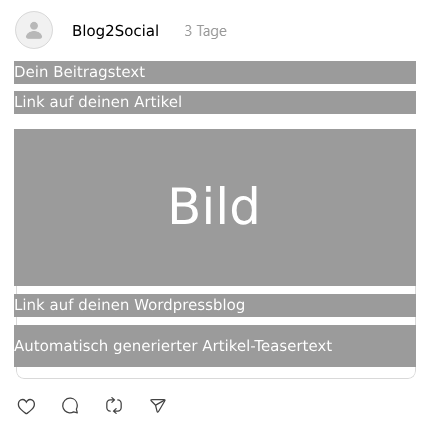 Blog2Social 3 Tage
Dein Beitragstext
Link auf deinen Artikel
Bild
Link auf deinen Wordpressblog
Automatisch generierter Artikel-Teasertext